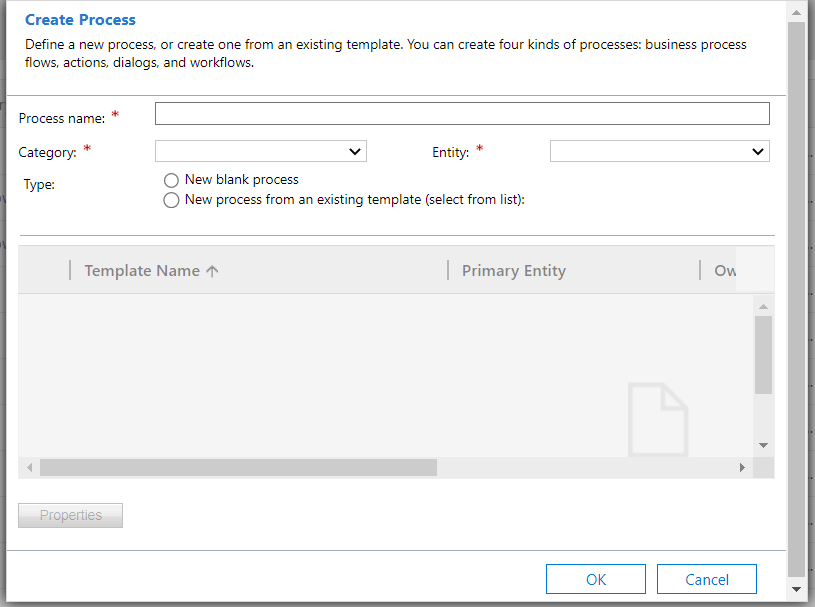 Create Process
Define a new process, or create one from an existing template. You can create four kinds of processes: business process
flows, actions, dialogs, and workflows.
Process name: *
Category: *
Entity: *
Type:
New blank process
New process from an existing template (select from list):
Template Name ↑
Primary Entity
Ow
Properties
OK
Cancel